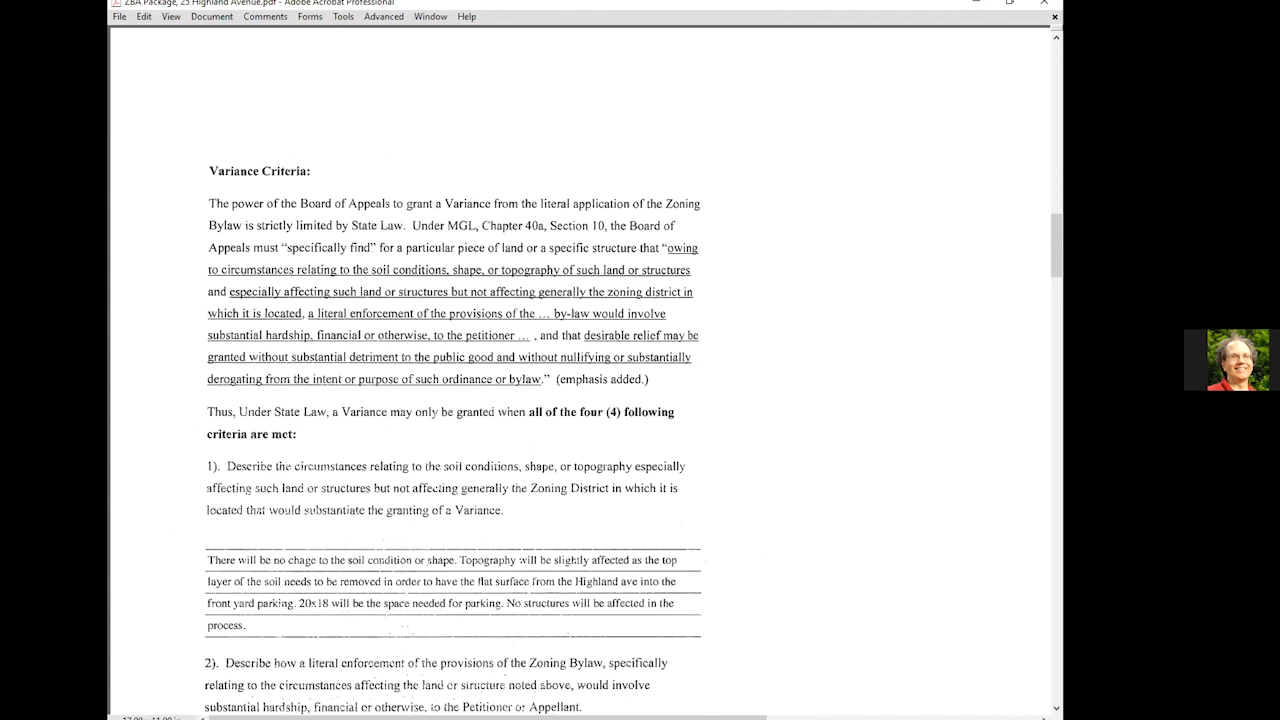 ZBA Package, 25 Highland Avenue.pdf - Adobe Acrobat Professional
File Edit View Document Comments Forms Tools Advanced Window Help
Variance Criteria:
The power of the Board of Appeals to grant a Variance from the literal application of the Zoning
Bylaw is strictly limited by State Law. Under MGL, Chapter 40a, Section 10, the Board of
Appeals must “specifically find” for a particular piece of land or a specific structure that “owing
to circumstances relating to the soil conditions, shape, or topography of such land or structures
and especially affecting such land or structures but not affecting generally the zoning district in
which it is located, a literal enforcement of the provisions of the … by-law would involve
substantial hardship, financial or otherwise, to the petitioner … , and that desirable relief may be
granted without substantial detriment to the public good and without nullifying or substantially
derogating from the intent or purpose of such ordinance or bylaw.” (emphasis added.)
Thus, Under State Law, a Variance may only be granted when all of the four (4) following
criteria are met:
1). Describe the circumstances relating to the soil conditions, shape, or topography especially
affecting such land or structures but not affecting generally the Zoning District in which it is
located that would substantiate the granting of a Variance.
There will be no chage to the soil condition or shape. Topography will be slightly affected as the top
layer of the soil needs to be removed in order to have the flat surface from the Highland ave into the
front yard parking. 20x18 will be the space needed for parking. No structures will be affected in the
process.
2). Describe how a literal enforcement of the provisions of the Zoning Bylaw, specifically
relating to the circumstances affecting the land or structure noted above, would involve
substantial hardship, financial or otherwise, to the Petitioner or Appellant.